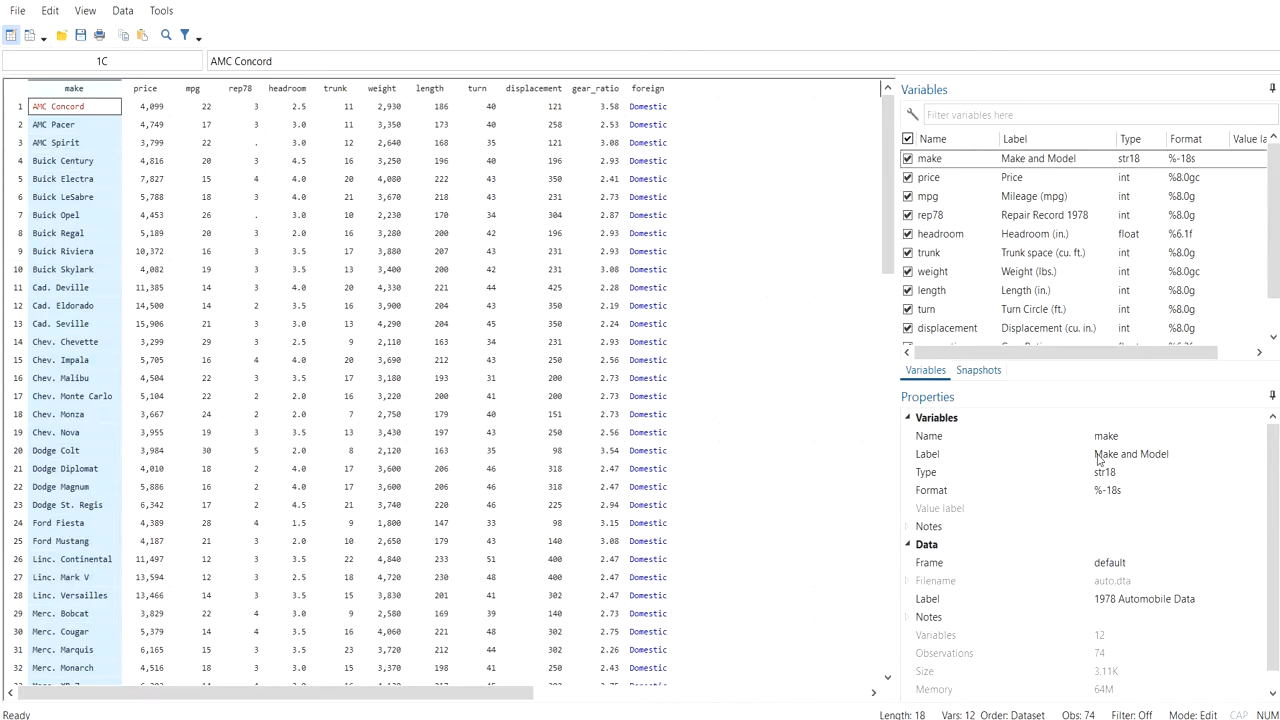 File Edit View Data Tools
1C AMC Concord
make price mpg rep78 headroom trunk weight length turn displacement gear_ratio foreign
1 AMC Concord 4,099 22 3 2.5 11 2,930 186 40 121 3.58 Domestic
2 AMC Pacer 4,749 17 3 3.0 11 3,350 173 40 258 2.53 Domestic
3 AMC Spirit 3,799 22 . 3.0 12 2,640 168 35 121 3.08 Domestic
4 Buick Century 4,816 20 3 4.5 16 3,250 196 40 196 2.93 Domestic
5 Buick Electra 7,827 15 4 4.0 20 4,080 222 43 350 2.41 Domestic
6 Buick LeSabre 5,788 18 3 4.0 21 3,670 218 43 231 2.73 Domestic
7 Buick Opel 4,453 26 . 3.0 10 2,230 170 34 304 2.87 Domestic
8 Buick Regal 5,189 20 3 2.0 16 3,280 200 42 196 2.93 Domestic
9 Buick Riviera 10,372 16 3 3.5 17 3,880 207 43 231 2.93 Domestic
10 Buick Skylark 4,082 19 3 3.5 13 3,400 200 42 231 3.08 Domestic
11 Cad. Deville 11,385 14 3 4.0 20 4,330 221 44 425 2.28 Domestic
12 Cad. Eldorado 14,500 14 2 3.5 16 3,900 204 43 350 2.19 Domestic
13 Cad. Seville 15,906 21 3 3.0 13 4,290 204 45 350 2.24 Domestic
14 Chev. Chevette 3,299 29 3 2.5 9 2,110 163 34 231 2.93 Domestic
15 Chev. Impala 5,705 16 4 4.0 20 3,690 212 43 250 2.56 Domestic
16 Chev. Malibu 4,504 22 3 3.5 17 3,180 193 31 200 2.73 Domestic
17 Chev. Monte Carlo 5,104 22 2 2.0 16 3,220 200 41 200 2.73 Domestic
18 Chev. Monza 3,667 24 2 2.0 7 2,750 179 40 151 2.73 Domestic
19 Chev. Nova 3,955 19 3 3.5 13 3,430 197 43 250 2.56 Domestic
20 Dodge Colt 3,984 30 5 2.0 8 2,120 163 35 98 3.54 Domestic
21 Dodge Diplomat 4,010 18 2 4.0 17 3,600 206 46 318 2.47 Domestic
22 Dodge Magnum 5,886 16 2 4.0 17 3,600 206 46 318 2.47 Domestic
23 Dodge St. Regis 6,342 17 2 4.5 21 3,740 220 46 225 2.94 Domestic
24 Ford Fiesta 4,389 28 4 1.5 9 1,800 147 33 98 3.15 Domestic
25 Ford Mustang 4,187 21 3 2.0 10 2,650 179 43 140 3.08 Domestic
26 Linc. Continental 11,497 12 3 3.5 22 4,840 233 51 400 2.47 Domestic
27 Linc. Mark V 13,594 12 3 2.5 18 4,720 230 48 400 2.47 Domestic
28 Linc. Versailles 13,466 14 3 3.5 15 3,830 201 41 302 2.47 Domestic
29 Merc. Bobcat 3,829 22 4 3.0 9 2,580 169 39 140 2.73 Domestic
30 Merc. Cougar 5,379 14 4 3.5 16 4,060 221 48 302 2.75 Domestic
31 Merc. Marquis 6,165 15 3 3.5 23 3,720 212 44 302 2.26 Domestic
32 Merc. Monarch 4,516 18 3 3.0 15 3,370 198 41 250 2.43 Domestic
Variables
Filter variables here
Name Label Type Format Value la
make Make and Model str18 %-18s
price Price int %8.0gc
mpg Mileage (mpg) int %8.0g
rep78 Repair Record 1978 int %8.0g
headroom Headroom (in.) float %6.1f
trunk Trunk space (cu. ft.) int %8.0g
weight Weight (lbs.) int %8.0gc
length Length (in.) int %8.0g
turn Turn Circle (ft.) int %8.0g
displacement Displacement (cu. in.) int %8.0g
Variables Snapshots
Properties
Variables
Name make
Label Make and Model
Type str18
Format %-18s
Value label
Notes
Data
Frame default
Filename auto.dta
Label 1978 Automobile Data
Notes
Variables 12
Observations 74
Size 3.11K
Memory 64M
Ready Length: 18 Vars: 12 Order: Dataset Obs: 74 Filter: Off Mode: Edit CAP NUM